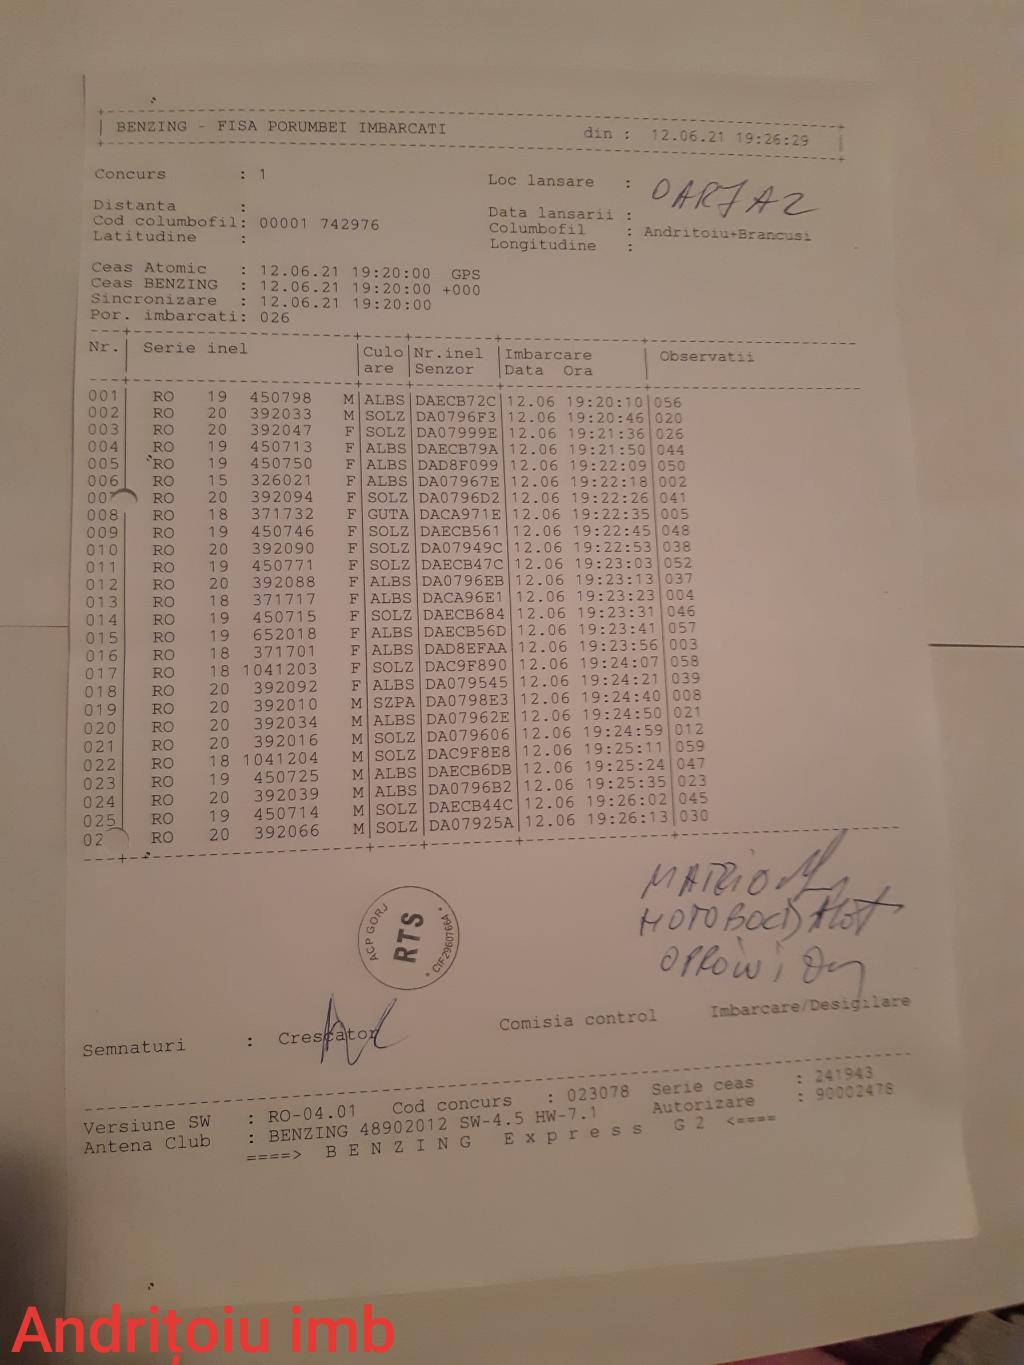 BENZING - FISA PORUMBEI IMBARCATI din : 12.06.21 19:26:29
Concurs : 1 Loc lansare : OARJA 2
Distanta : Data lansarii :
Cod columbofil: 00001 742976 Columbofil : Andritoiu+Brancusi
Latitudine : Longitudine :
Ceas Atomic : 12.06.21 19:20:00 GPS
Ceas BENZING : 12.06.21 19:20:00 +000
Sincronizare : 12.06.21 19:20:00
Por. imbarcati: 026
Nr. Serie inel Culo Nr.inel Imbarcare Observatii
are Senzor Data Ora
001 RO 19 450798 M ALBS DAECB72C 12.06 19:20:10 056
002 RO 20 392033 M SOLZ DA0796F3 12.06 19:20:46 020
003 RO 20 392047 F SOLZ DA07999E 12.06 19:21:36 026
004 RO 19 450713 F ALBS DAECB79A 12.06 19:21:50 044
005 RO 19 450750 F ALBS DAD8F099 12.06 19:22:09 050
006 RO 15 326021 F ALBS DA07967E 12.06 19:22:18 002
00 RO 20 392094 F SOLZ DA0796D2 12.06 19:22:26 041
008 RO 18 371732 F GUTA DACA971E 12.06 19:22:35 005
009 RO 19 450746 F SOLZ DAECB561 12.06 19:22:45 048
010 RO 20 392090 F SOLZ DA07949C 12.06 19:22:53 038
011 RO 19 450771 F SOLZ DAECB47C 12.06 19:23:03 052
012 RO 20 392088 F ALBS DA0796EB 12.06 19:23:13 037
013 RO 18 371717 F ALBS DACA96E1 12.06 19:23:23 004
014 RO 19 450715 F SOLZ DAECB684 12.06 19:23:31 046
015 RO 19 652018 F ALBS DAECB56D 12.06 19:23:41 057
016 RO 18 371701 F ALBS DAD8EFAA 12.06 19:23:56 003
017 RO 18 1041203 F SOLZ DAC9F890 12.06 19:24:07 058
018 RO 20 392092 F ALBS DA079545 12.06 19:24:21 039
019 RO 20 392010 M SZPA DA0798E3 12.06 19:24:40 008
020 RO 20 392034 M ALBS DA07962E 12.06 19:24:50 021
021 RO 20 392016 M SOLZ DA079606 12.06 19:24:59 012
022 RO 18 1041204 M SOLZ DAC9F8E8 12.06 19:25:11 059
023 RO 19 450725 M ALBS DAECB6DB 12.06 19:25:24 047
024 RO 20 392039 M ALBS DA0796B2 12.06 19:25:35 023
025 RO 19 450714 M SOLZ DAECB44C 12.06 19:26:02 045
02 RO 20 392066 M SOLZ DA07925A 12.06 19:26:13 030
ACP GORJ
RTS
* CIF29607664 *
Semnaturi : Crescator Comisia control Imbarcare/Desigilare
Versiune SW : RO-04.01 Cod concurs : 023078 Serie ceas : 241943
Antena Club : BENZING 48902012 SW-4.5 HW-7.1 Autorizare : 90002478
====> B E N Z I N G E x p r e s s G 2 <====
Andrițoiu imb